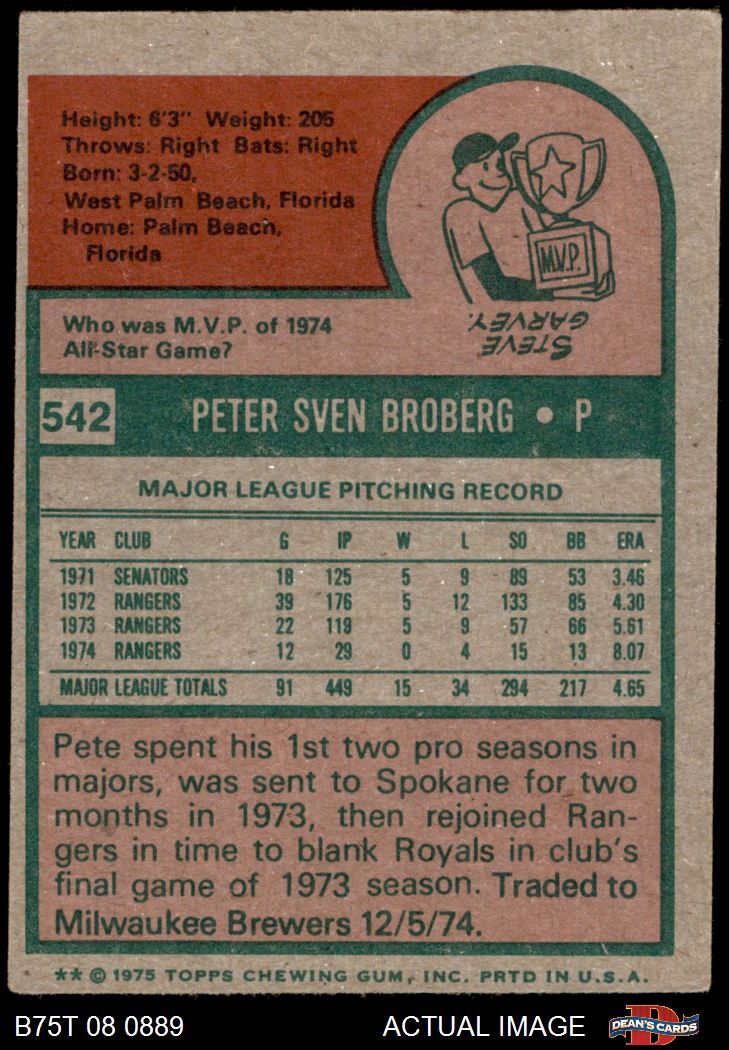 Height: 6'3" Weight: 205
Throws: Right Bats: Right
Born: 3-2-50,
West Palm Beach, Florida
Home: Palm Beach,
Florida
M.V.P.
STEVE
GARVEY.
Who was M.V.P. of 1974
All-Star Game?
542 PETER SVEN BROBERG • P
MAJOR LEAGUE PITCHING RECORD
YEAR CLUB G IP W L SO BB ERA
1971 SENATORS 18 125 5 9 89 53 3.46
1972 RANGERS 39 176 5 12 133 85 4.30
1973 RANGERS 22 119 5 9 57 66 5.61
1974 RANGERS 12 29 0 4 15 13 8.07
MAJOR LEAGUE TOTALS 91 449 15 34 294 217 4.65
Pete spent his 1st two pro seasons in
majors, was sent to Spokane for two
months in 1973, then rejoined Ran-
gers in time to blank Royals in club's
final game of 1973 season. Traded to
Milwaukee Brewers 12/5/74.
** © 1975 TOPPS CHEWING GUM, INC. PRTD IN U.S.A.
B75T 08 0889 ACTUAL IMAGE DEAN'S CARDS